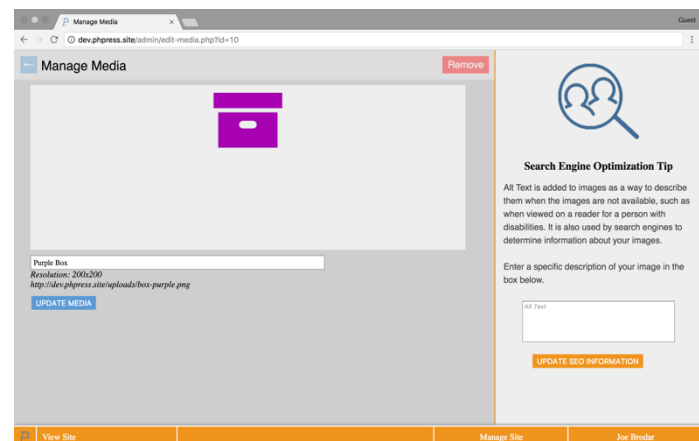 Manage Media
Guest
dev.phpress.site/admin/edit-media.php?id=10
Manage Media
Remove
Purple Box
Resolution: 200x200
http://dev.phpress.site/uploads/box-purple.png
UPDATE MEDIA
Search Engine Optimization Tip
Alt Text is added to images as a way to describe
them when the images are not available, such as
when viewed on a reader for a person with
disabilities. It is also used by search engines to
determine information about your images.
Enter a specific description of your image in the
box below.
Alt Text
UPDATE SEO INFORMATION
View Site
Manage Site
Joe Brodar